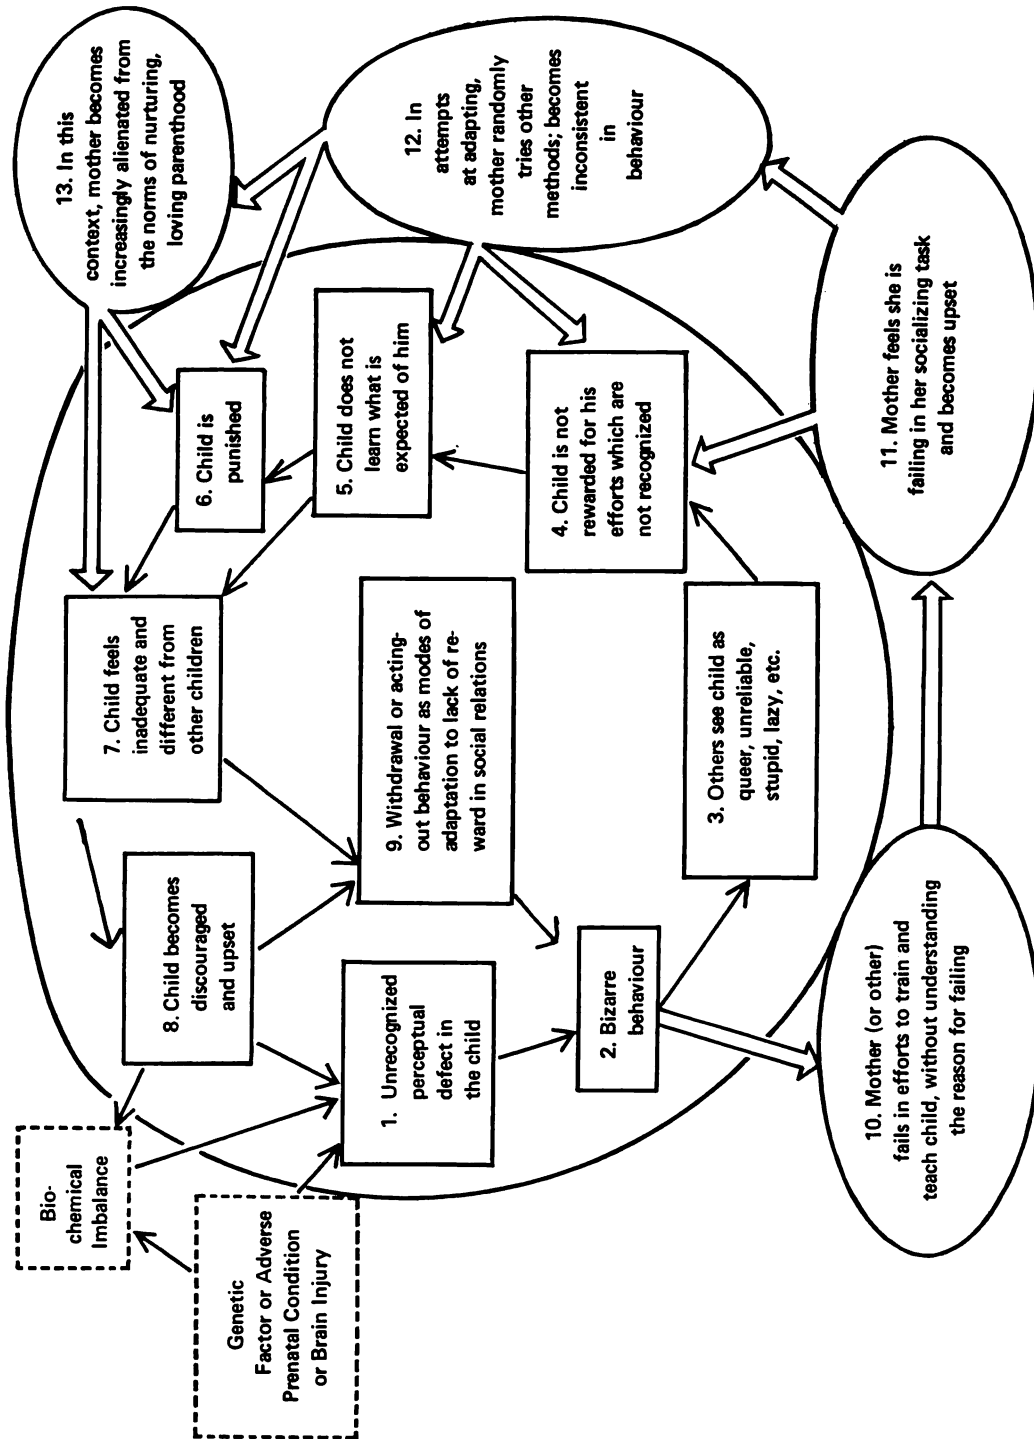 Bio-
chemical
Imbalance
Genetic
Factor or Adverse
Prenatal Condition
or Brain Injury
1. Unrecognized
perceptual
defect in
the child
2. Bizarre
behaviour
3. Others see child as
queer, unreliable,
stupid, lazy, etc.
4. Child is not
rewarded for his
efforts which are
not recognized
5. Child does not
learn what is
expected of him
6. Child is
punished
7. Child feels
inadequate and
different from
other children
8. Child becomes
discouraged
and upset
9. Withdrawal or acting-
out behaviour as modes of
adaptation to lack of re-
ward in social relations
10. Mother (or other)
fails in efforts to train and
teach child, without understanding
the reason for failing
11. Mother feels she is
failing in her socializing task
and becomes upset
12. In
attempts
at adapting,
mother randomly
tries other
methods; becomes
inconsistent
in
behaviour
13. In this
context, mother becomes
increasingly alienated from
the norms of nurturing,
loving parenthood